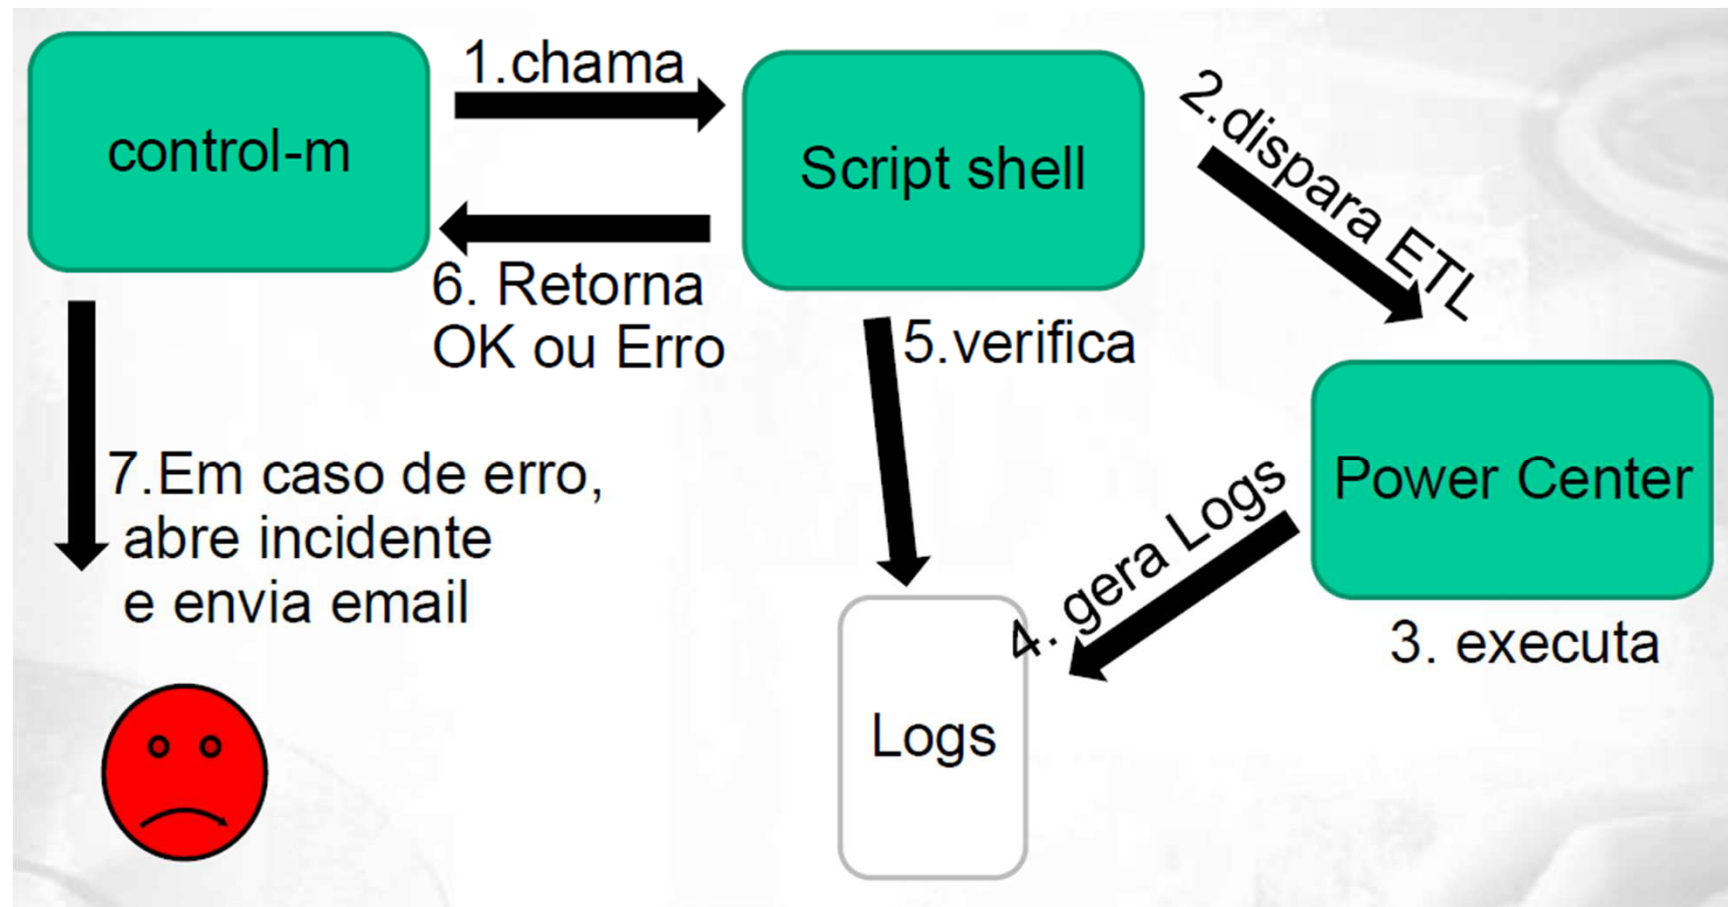 control-m
1.chama
Script shell
2.dispara ETL
6. Retorna
OK ou Erro
5.verifica
7.Em caso de erro,
abre incidente
e envia email
Power Center
4. gera Logs
3. executa
Logs